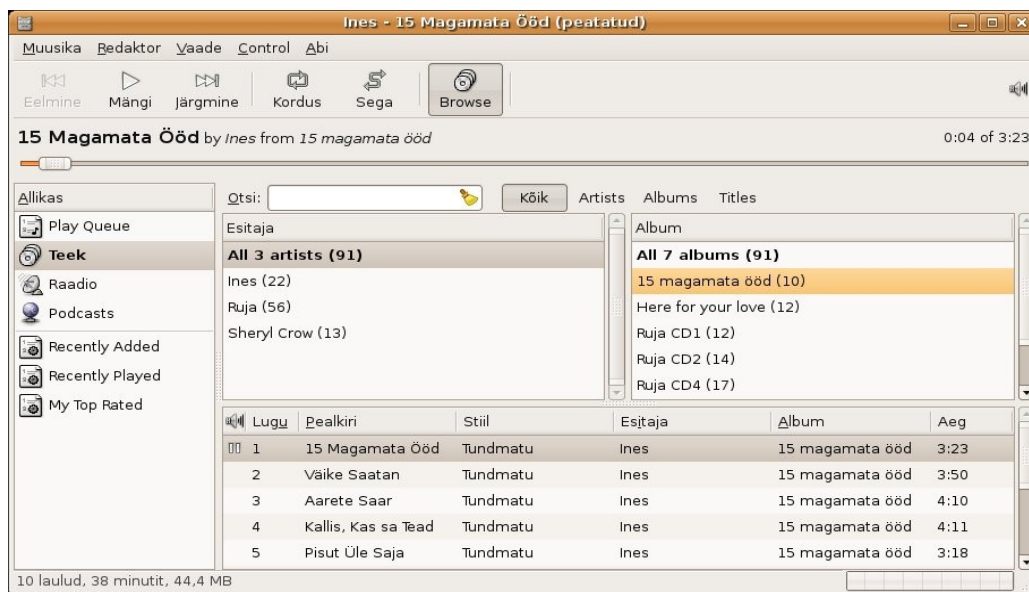 Ines - 15 Magamata Ööd (peatatud)
Muusika Redaktor Vaade Control Abi
Eelmine Mängi Järgmine Kordus Sega Browse
15 Magamata Ööd by Ines from 15 magamata ööd 0:04 of 3:23
Allikas
Play Queue
Teek
Raadio
Podcasts
Recently Added
Recently Played
My Top Rated
Otsi: Kõik Artists Albums Titles
Esitaja
All 3 artists (91)
Ines (22)
Ruja (56)
Sheryl Crow (13)
Album
All 7 albums (91)
15 magamata ööd (10)
Here for your love (12)
Ruja CD1 (12)
Ruja CD2 (14)
Ruja CD4 (17)
Lugu Pealkiri Stiil Esitaja Album Aeg
1 15 Magamata Ööd Tundmatu Ines 15 magamata ööd 3:23
2 Väike Saatan Tundmatu Ines 15 magamata ööd 3:50
3 Aarete Saar Tundmatu Ines 15 magamata ööd 4:10
4 Kallis, Kas sa Tead Tundmatu Ines 15 magamata ööd 4:11
5 Pisut Üle Saja Tundmatu Ines 15 magamata ööd 3:18
10 laulud, 38 minutit, 44,4 MB